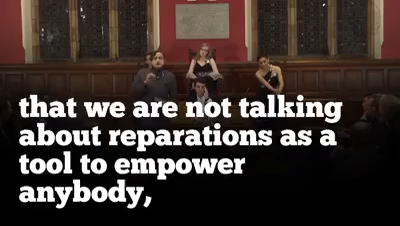 that we are not talking
about reparations as a
tool to empower
anybody,